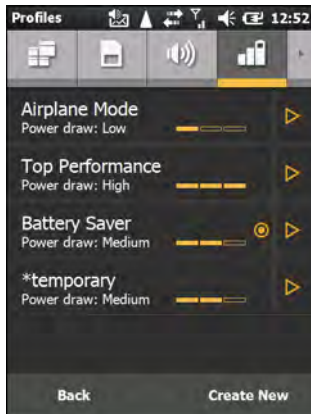 Profiles 12:52
Airplane Mode
Power draw: Low
Top Performance
Power draw: High
Battery Saver
Power draw: Medium
*temporary
Power draw: Medium
Back Create New